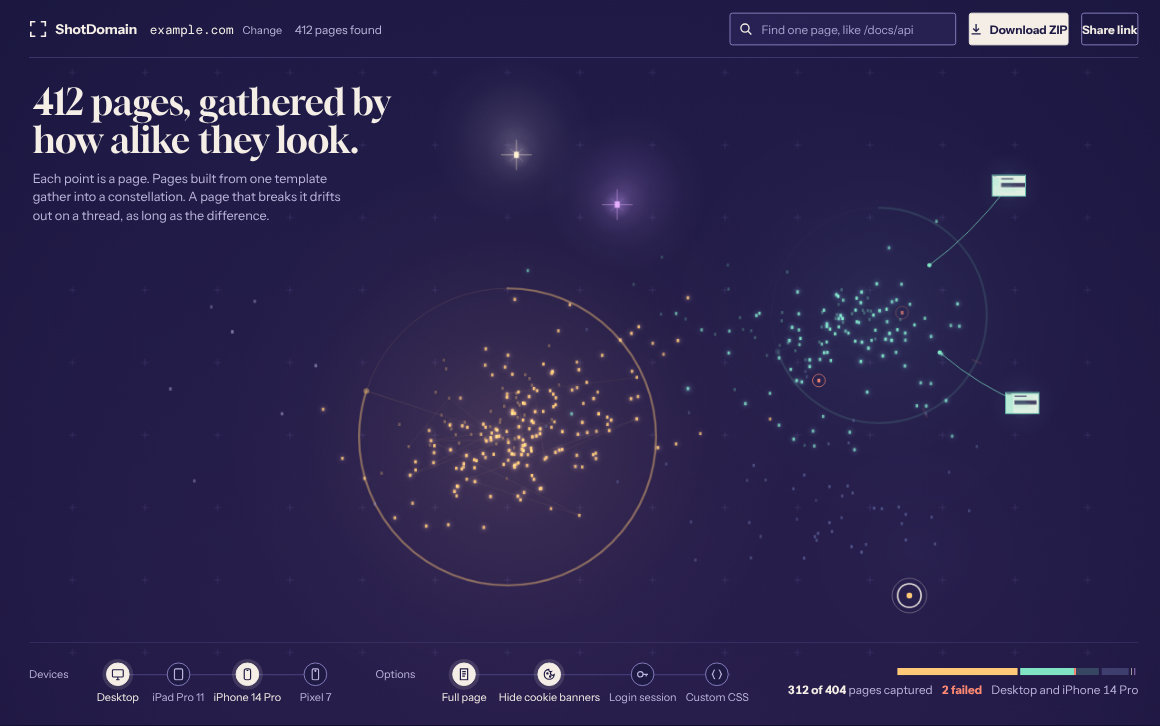 ShotDomain example.com Change 412 pages found Find one page, like /docs/api Download ZIP Share link
412 pages, gathered by
how alike they look.
Each point is a page. Pages built from one template
gather into a constellation. A page that breaks it drifts
out on a thread, as long as the difference.
Devices Options
Desktop iPad Pro 11 iPhone 14 Pro Pixel 7 Full page Hide cookie banners Login session Custom CSS
312 of 404 pages captured 2 failed Desktop and iPhone 14 Pro